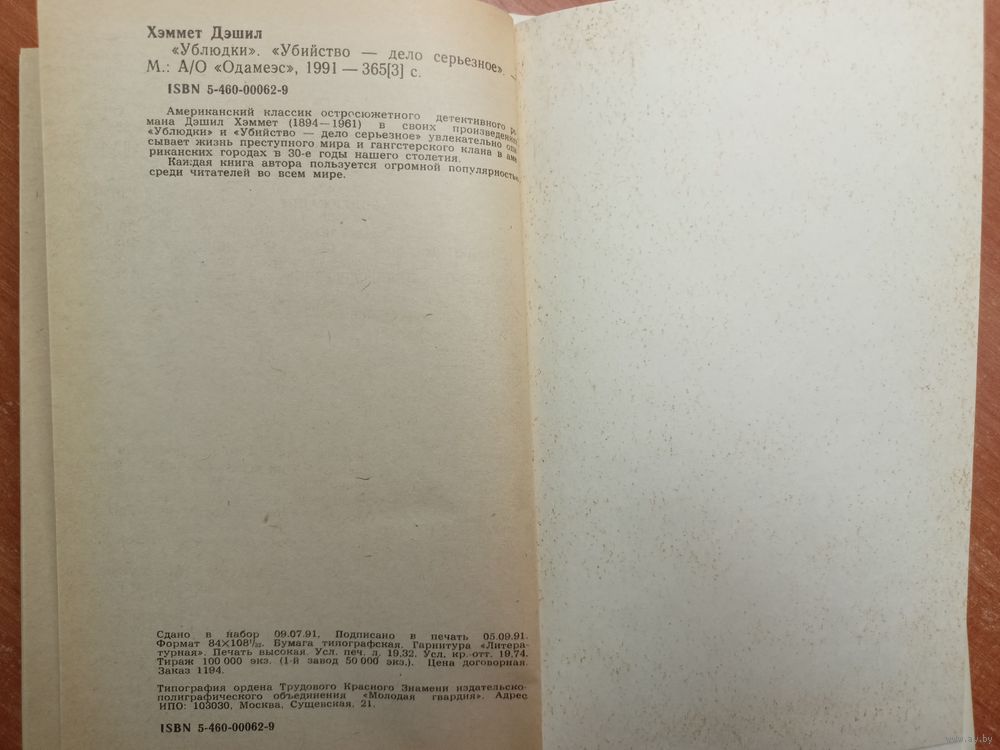 Хэммет Дэшил
«Ублюдки». «Убийство — дело серьезное». —
М.: А/О «Одамеэс», 1991 — 365[3] с.
ISBN 5-460-00062-9
Американский классик остросюжетного детективного р
мана Дэшил Хэммет (1894—1961) в своих произведениях
«Ублюдки» и «Убийство — дело серьезное» увлекательно опи
сывает жизнь преступного мира и гангстерского клана в аме
риканских городах в 30-е годы нашего столетия.
Каждая книга автора пользуется огромной популярностью
среди читателей во всем мире.
Сдано в набор 09.07.91. Подписано в печать 05.09.91.
Формат 84×108¹/₃₂. Бумага типографская. Гарнитура «Литера-
турная». Печать высокая. Усл. печ. л. 19,32. Усл. кр.-отт. 19,74.
Тираж 100 000 экз. (1-й завод 50 000 экз.). Цена договорная.
Заказ 1194.
Типография ордена Трудового Красного Знамени издательско-
полиграфического объединения «Молодая гвардия». Адрес
ИПО: 103030, Москва, Сущевская, 21.
ISBN 5-460-00062-9
www.ay.by